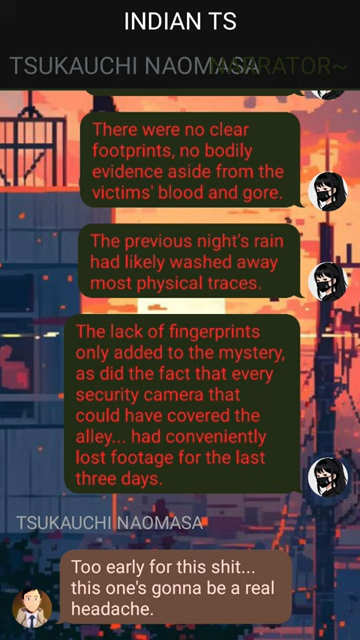 INDIAN TS
TSUKAUCHI NAOMASA
NARRATOR~
There were no clear
footprints, no bodily
evidence aside from the
victims' blood and gore.
The previous night's rain
had likely washed away
most physical traces.
The lack of fingerprints
only added to the mystery,
as did the fact that every
security camera that
could have covered the
alley... had conveniently
lost footage for the last
three days.
TSUKAUCHI NAOMASA
Too early for this shit...
this one's gonna be a real
headache.